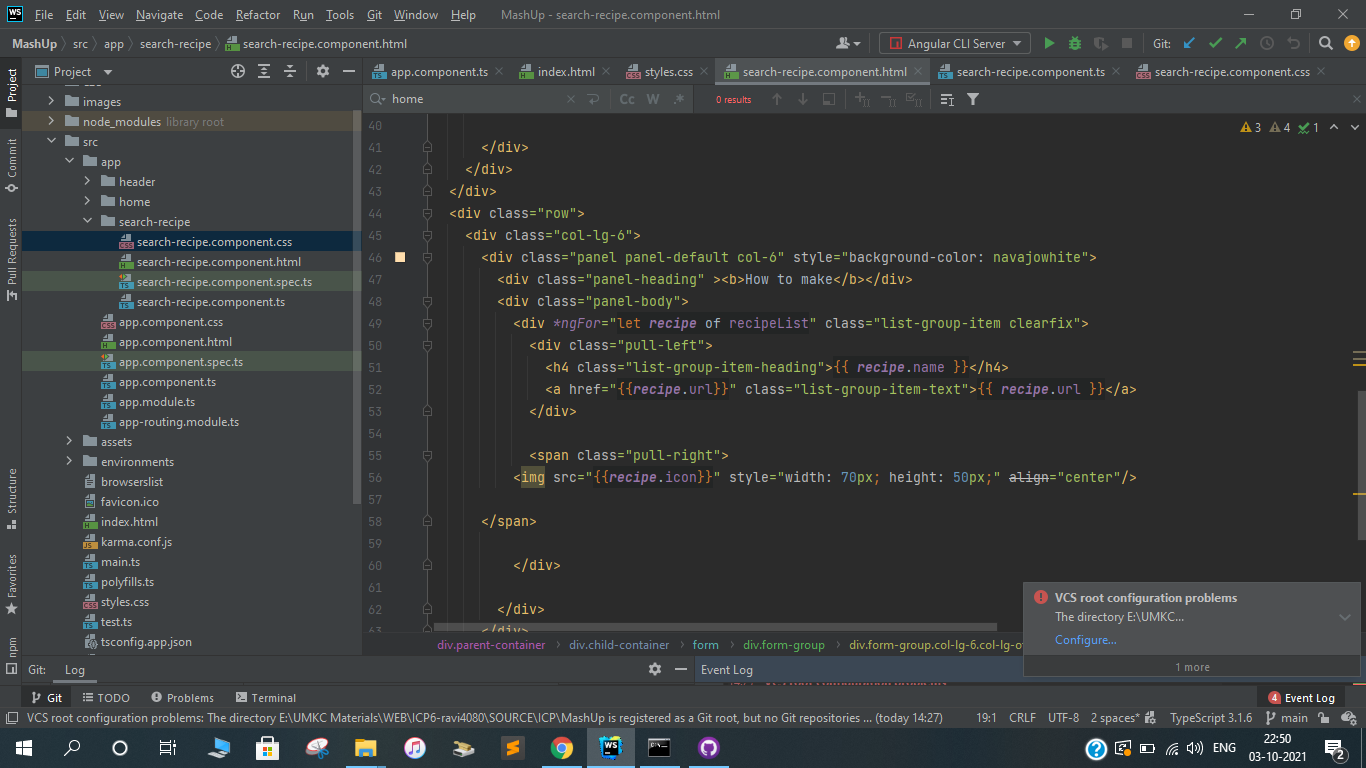 File Edit View Navigate Code Refactor Run Tools Git Window Help MashUp - search-recipe.component.html
MashUp src app search-recipe search-recipe.component.html Angular CLI Server Git:
Project app.component.ts index.html styles.css search-recipe.component.html search-recipe.component.ts search-recipe.component.css
home Cc W .* 0 results
Project
Commit
Pull Requests
Structure
Favorites
npm
images
node_modules library root
src
app
header
home
search-recipe
search-recipe.component.css
search-recipe.component.html
search-recipe.component.spec.ts
search-recipe.component.ts
app.component.css
app.component.html
app.component.spec.ts
app.component.ts
app.module.ts
app-routing.module.ts
assets
environments
browserslist
favicon.ico
index.html
karma.conf.js
main.ts
polyfills.ts
styles.css
test.ts
tsconfig.app.json
3 4 1
40
41 </div>
42 </div>
43 </div>
44 <div class="row">
45 <div class="col-lg-6">
46 <div class="panel panel-default col-6" style="background-color: navajowhite">
47 <div class="panel-heading" ><b>How to make</b></div>
48 <div class="panel-body">
49 <div *ngFor="let recipe of recipeList" class="list-group-item clearfix">
50 <div class="pull-left">
51 <h4 class="list-group-item-heading">{{ recipe.name }}</h4>
52 <a href="{{recipe.url}}" class="list-group-item-text">{{ recipe.url }}</a>
53 </div>
54
55 <span class="pull-right">
56 <img src="{{recipe.icon}}" style="width: 70px; height: 50px;" align="center"/>
57
58 </span>
59
60 </div>
61
62 </div>
63 </div>
div.parent-container div.child-container form div.form-group div.form-group.col-lg-6.col-lg-o
VCS root configuration problems
The directory E:\UMKC...
Configure...
1 more
Git: Log Event Log
Git TODO Problems Terminal 4 Event Log
VCS root configuration problems: The directory E:\UMKC Materials\WEB\ICP6-ravi4080\SOURCE\ICP\MashUp is registered as a Git root, but no Git repositories ... (today 14:27) 19:1 CRLF UTF-8 2 spaces* TypeScript 3.1.6 main
ENG 22:50
03-10-2021 2